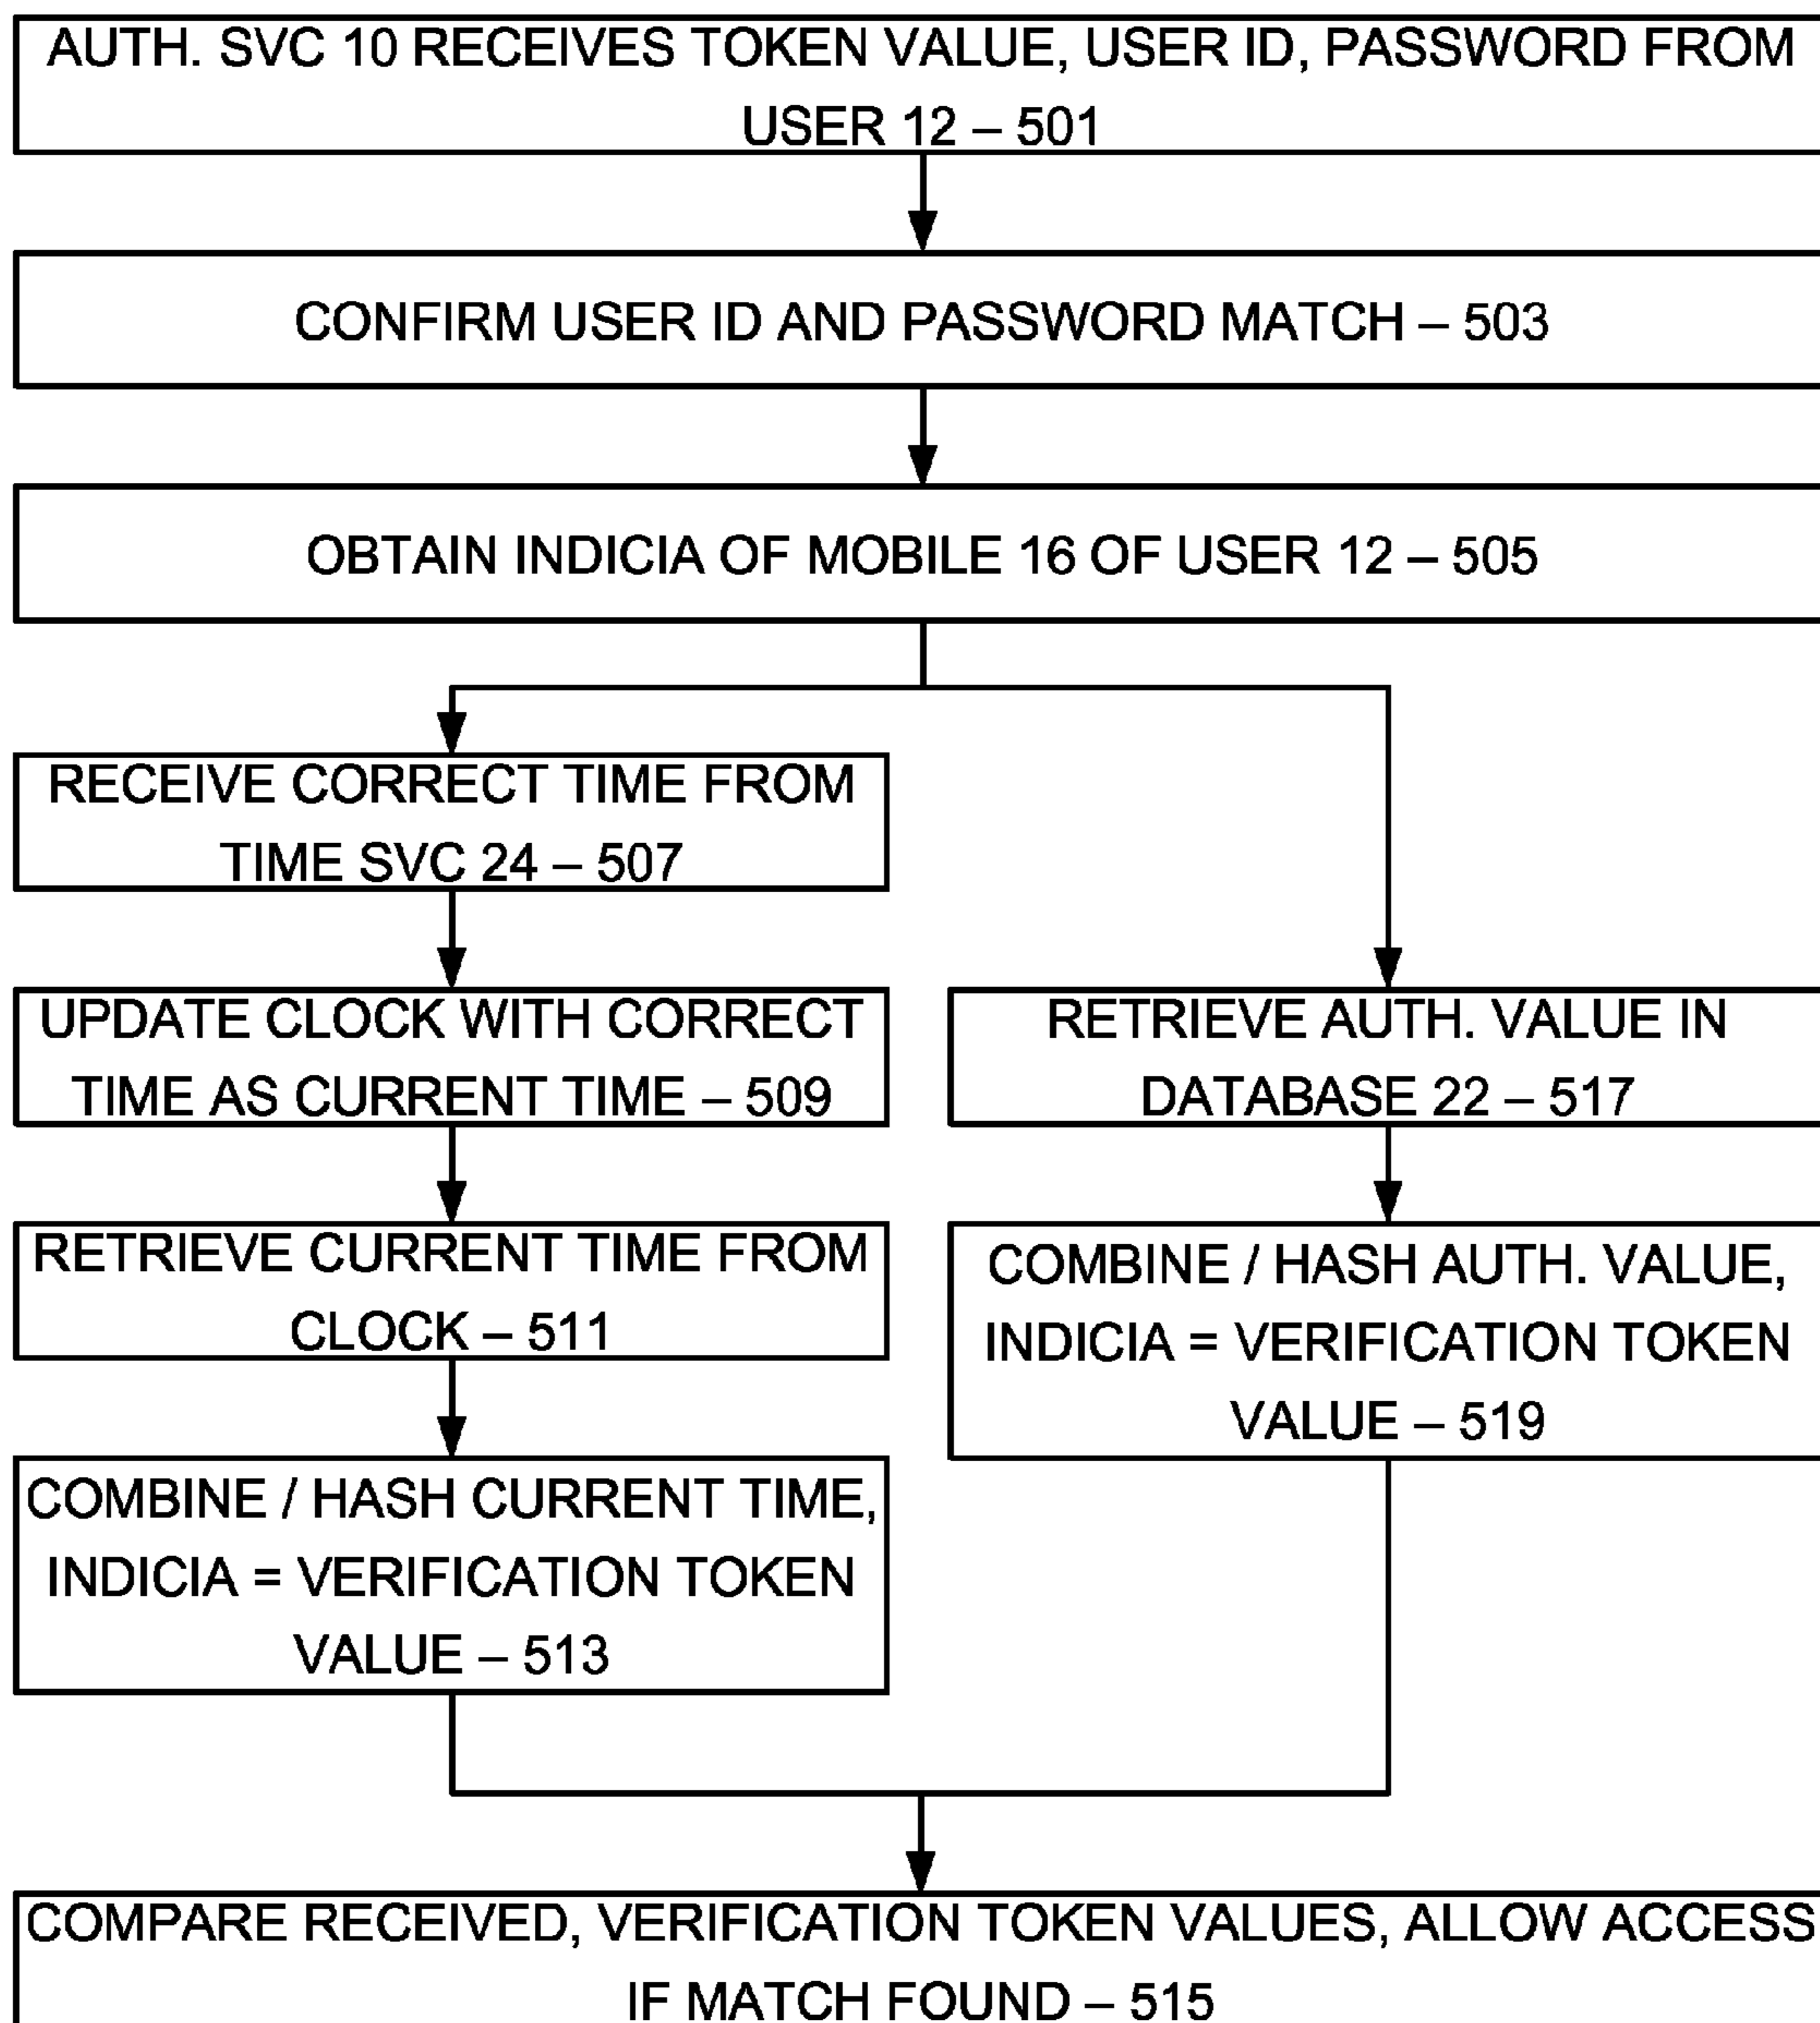 AUTH. SVC 10 RECEIVES TOKEN VALUE, USER ID, PASSWORD FROM
USER 12 – 501
CONFIRM USER ID AND PASSWORD MATCH – 503
OBTAIN INDICIA OF MOBILE 16 OF USER 12 – 505
RECEIVE CORRECT TIME FROM
TIME SVC 24 – 507
UPDATE CLOCK WITH CORRECT
TIME AS CURRENT TIME – 509
RETRIEVE CURRENT TIME FROM
CLOCK – 511
COMBINE / HASH CURRENT TIME,
INDICIA = VERIFICATION TOKEN
VALUE – 513
RETRIEVE AUTH. VALUE IN
DATABASE 22 – 517
COMBINE / HASH AUTH. VALUE,
INDICIA = VERIFICATION TOKEN
VALUE – 519
COMPARE RECEIVED, VERIFICATION TOKEN VALUES, ALLOW ACCESS
IF MATCH FOUND – 515